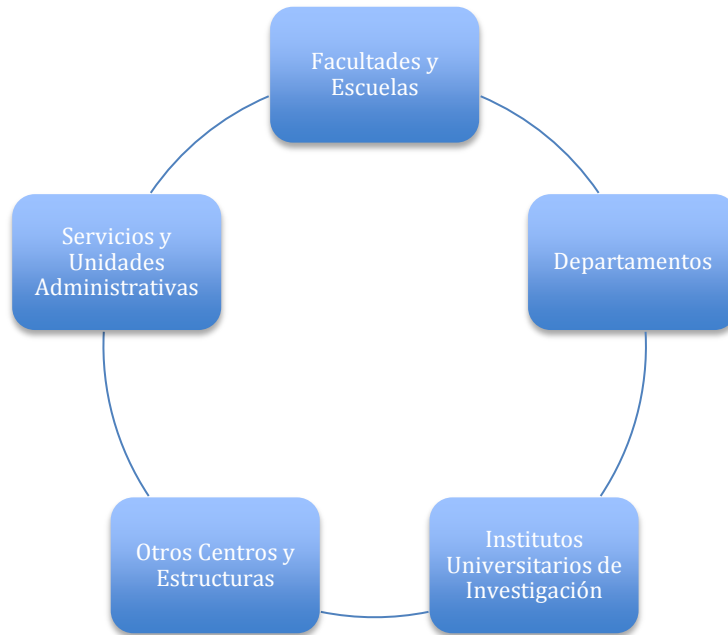 Facultades y
Escuelas
Servicios y
Unidades
Administrativas
Departamentos
Otros Centros y
Estructuras
Institutos
Universitarios de
Investigación